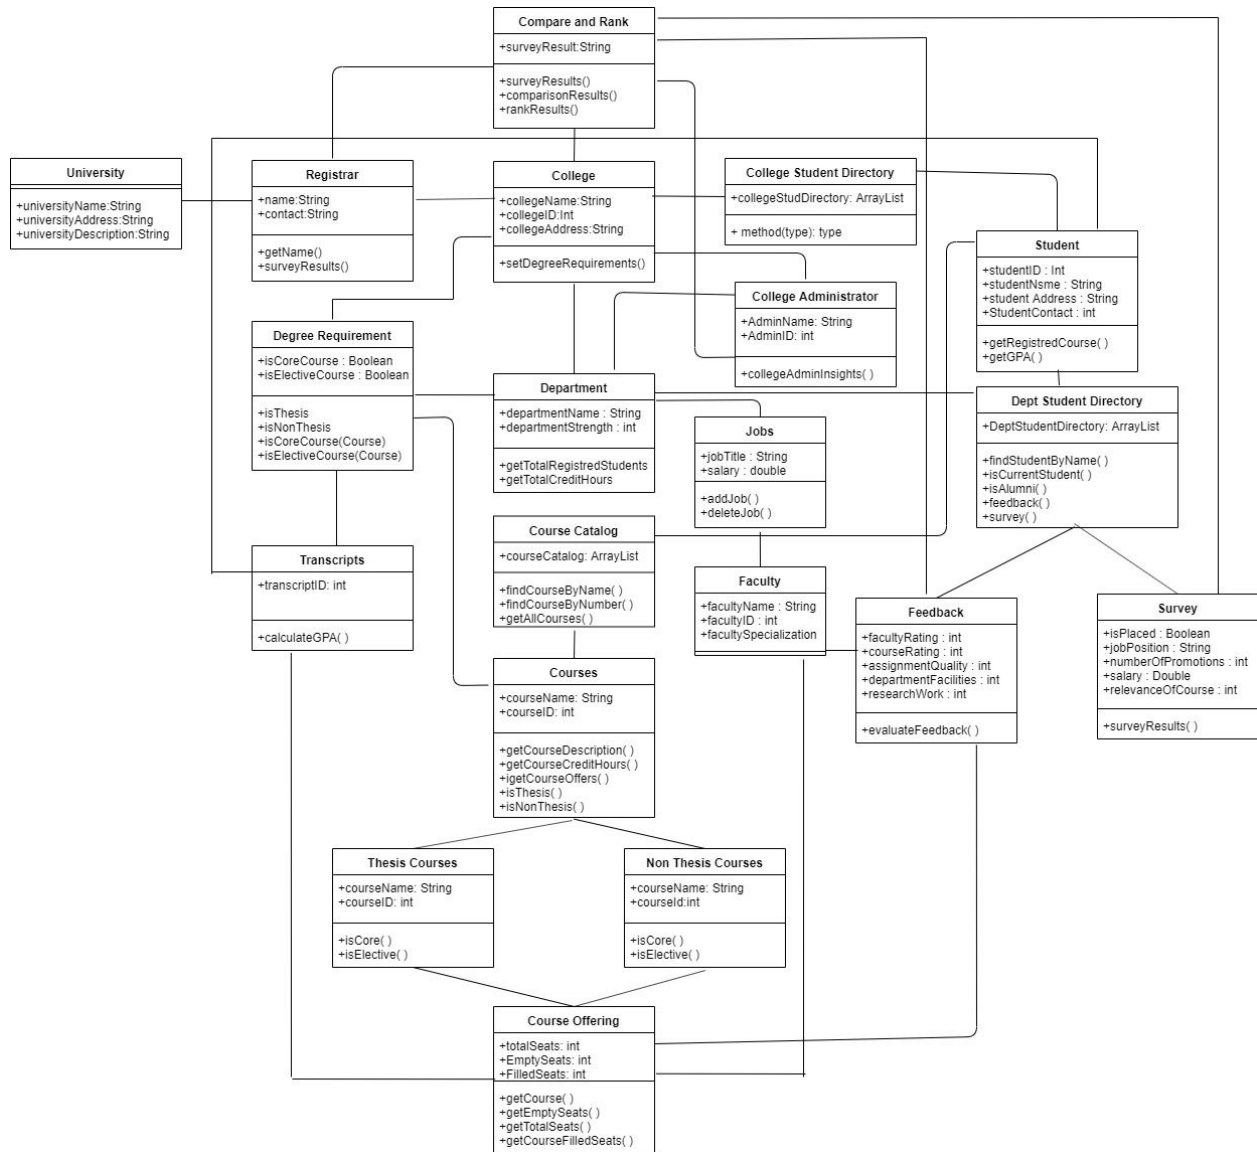 Compare and Rank
+surveyResult:String
+surveyResults()
+comparisonResults()
+rankResults()
University
+universityName:String
+universityAddress:String
+universityDescription:String
Registrar
+name:String
+contact:String
+getName()
+surveyResults()
College
+collegeName:String
+collegeID:Int
+collegeAddress:String
+setDegreeRequirements()
College Student Directory
+collegeStudDirectory: ArrayList
+ method(type): type
Student
+studentID : Int
+studentNsme : String
+student Address : String
+StudentContact : int
+getRegistredCourse( )
+getGPA( )
College Administrator
+AdminName: String
+AdminID: int
+collegeAdminInsights( )
Degree Requirement
+isCoreCourse : Boolean
+isElectiveCourse : Boolean
+isThesis
+isNonThesis
+isCoreCourse(Course)
+isElectiveCourse(Course)
Department
+departmentName : String
+departmentStrength : int
+getTotalRegistredStudents
+getTotalCreditHours
Jobs
+jobTitle : String
+salary : double
+addJob( )
+deleteJob( )
Dept Student Directory
+DeptStudentDirectory: ArrayList
+findStudentByName( )
+isCurrentStudent( )
+isAlumni( )
+feedback( )
+survey( )
Transcripts
+transcriptID: int
+calculateGPA( )
Course Catalog
+courseCatalog: ArrayList
+findCourseByName( )
+findCourseByNumber( )
+getAllCourses( )
Faculty
+facultyName : String
+facultyID : int
+facultySpecialization
Feedback
+facultyRating : int
+courseRating : int
+assignmentQuality : int
+departmentFacilities : int
+researchWork : int
+evaluateFeedback( )
Survey
+isPlaced : Boolean
+jobPosition : String
+numberOfPromotions : int
+salary : Double
+relevanceOfCourse : int
+surveyResults( )
Courses
+courseName: String
+courseID: int
+getCourseDescription( )
+getCourseCreditHours( )
+igetCourseOffers( )
+isThesis( )
+isNonThesis( )
Thesis Courses
+courseName: String
+courseID: int
+isCore( )
+isElective( )
Non Thesis Courses
+courseName: String
+courseId:int
+isCore( )
+isElective( )
Course Offering
+totalSeats: int
+EmptySeats: int
+FilledSeats: int
+getCourse( )
+getEmptySeats( )
+getTotalSeats( )
+getCourseFilledSeats( )